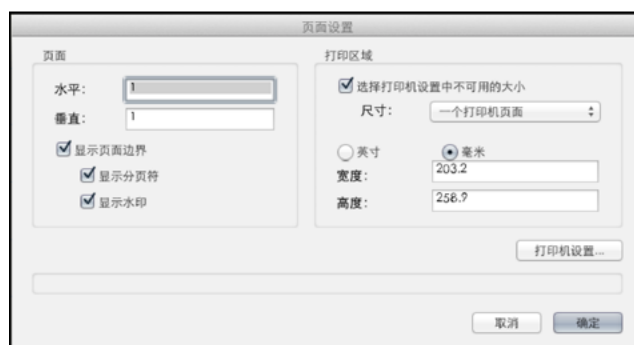 页面设置
页面
水平: 1
垂直: 1
显示页面边界
显示分页符
显示水印
打印区域
选择打印机设置中不可用的大小
尺寸: 一个打印机页面
英寸 毫米
宽度: 203.2
高度: 258.9
打印机设置...
取消 确定